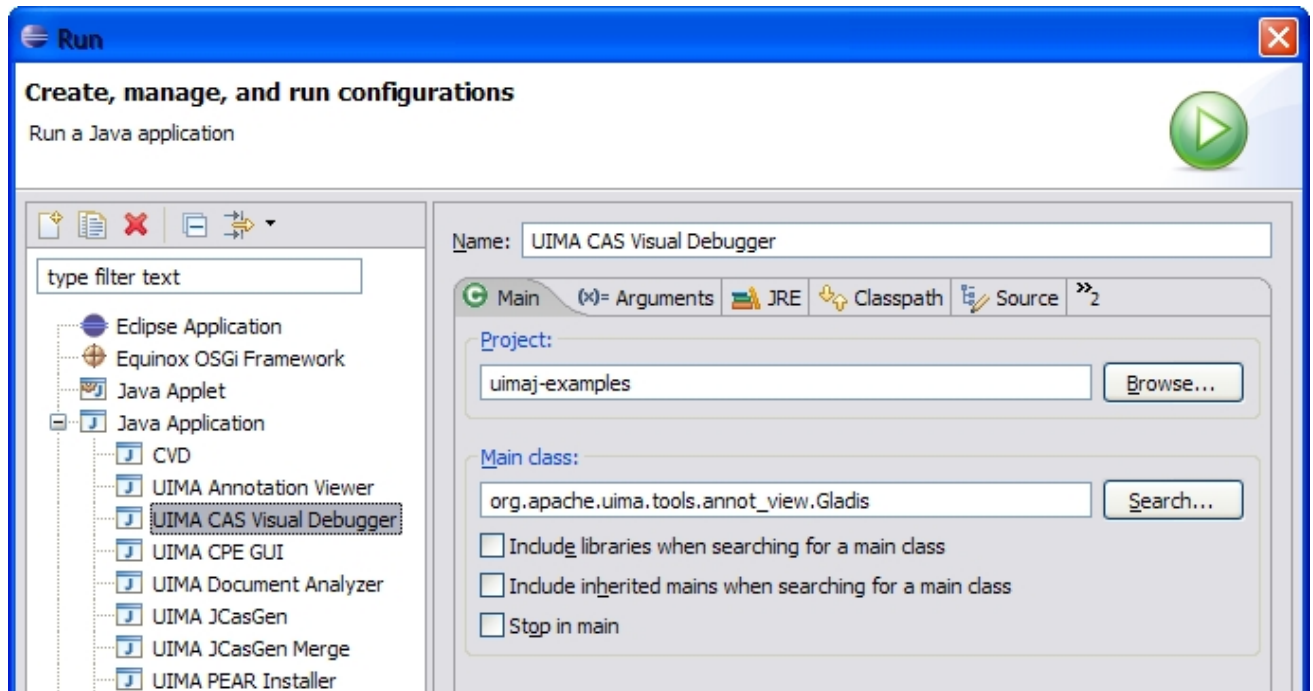 Run
Create, manage, and run configurations
Run a Java application
type filter text
Eclipse Application
Equinox OSGi Framework
Java Applet
Java Application
CVD
UIMA Annotation Viewer
UIMA CAS Visual Debugger
UIMA CPE GUI
UIMA Document Analyzer
UIMA JCasGen
UIMA JCasGen Merge
UIMA PEAR Installer
Name: UIMA CAS Visual Debugger
Main (x)= Arguments JRE Classpath Source »2
Project:
uimaj-examples Browse...
Main class:
org.apache.uima.tools.annot_view.Gladis Search...
Include libraries when searching for a main class
Include inherited mains when searching for a main class
Stop in main